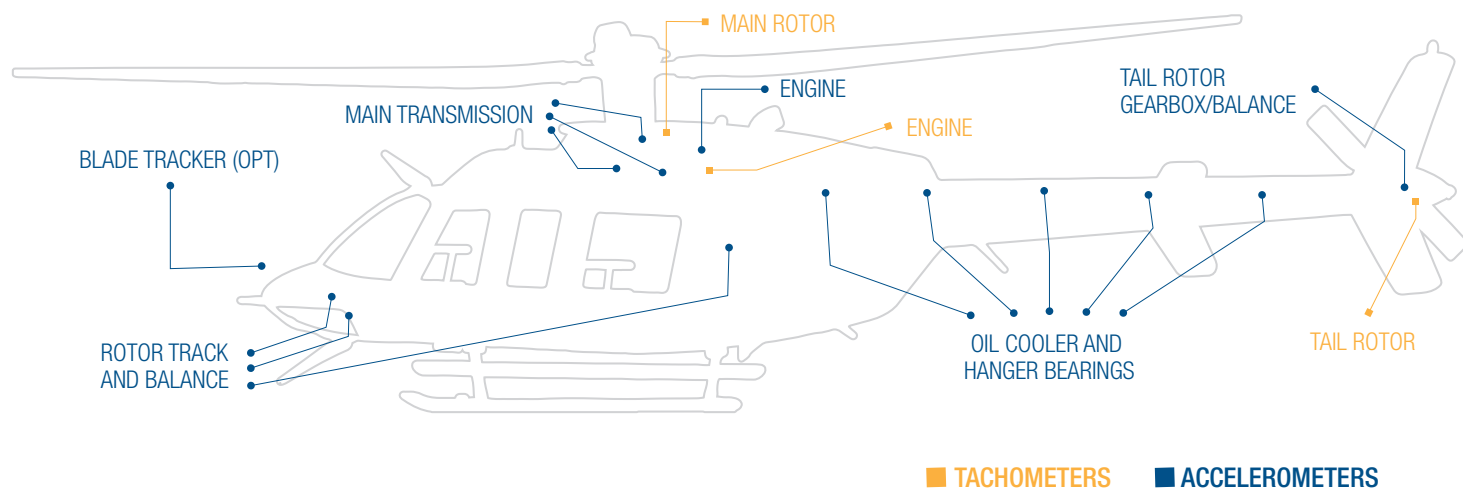 MAIN ROTOR
ENGINE
MAIN TRANSMISSION
TAIL ROTOR
GEARBOX/BALANCE
ENGINE
BLADE TRACKER (OPT)
ROTOR TRACK
AND BALANCE
OIL COOLER AND
HANGER BEARINGS
TAIL ROTOR
TACHOMETERS
ACCELEROMETERS